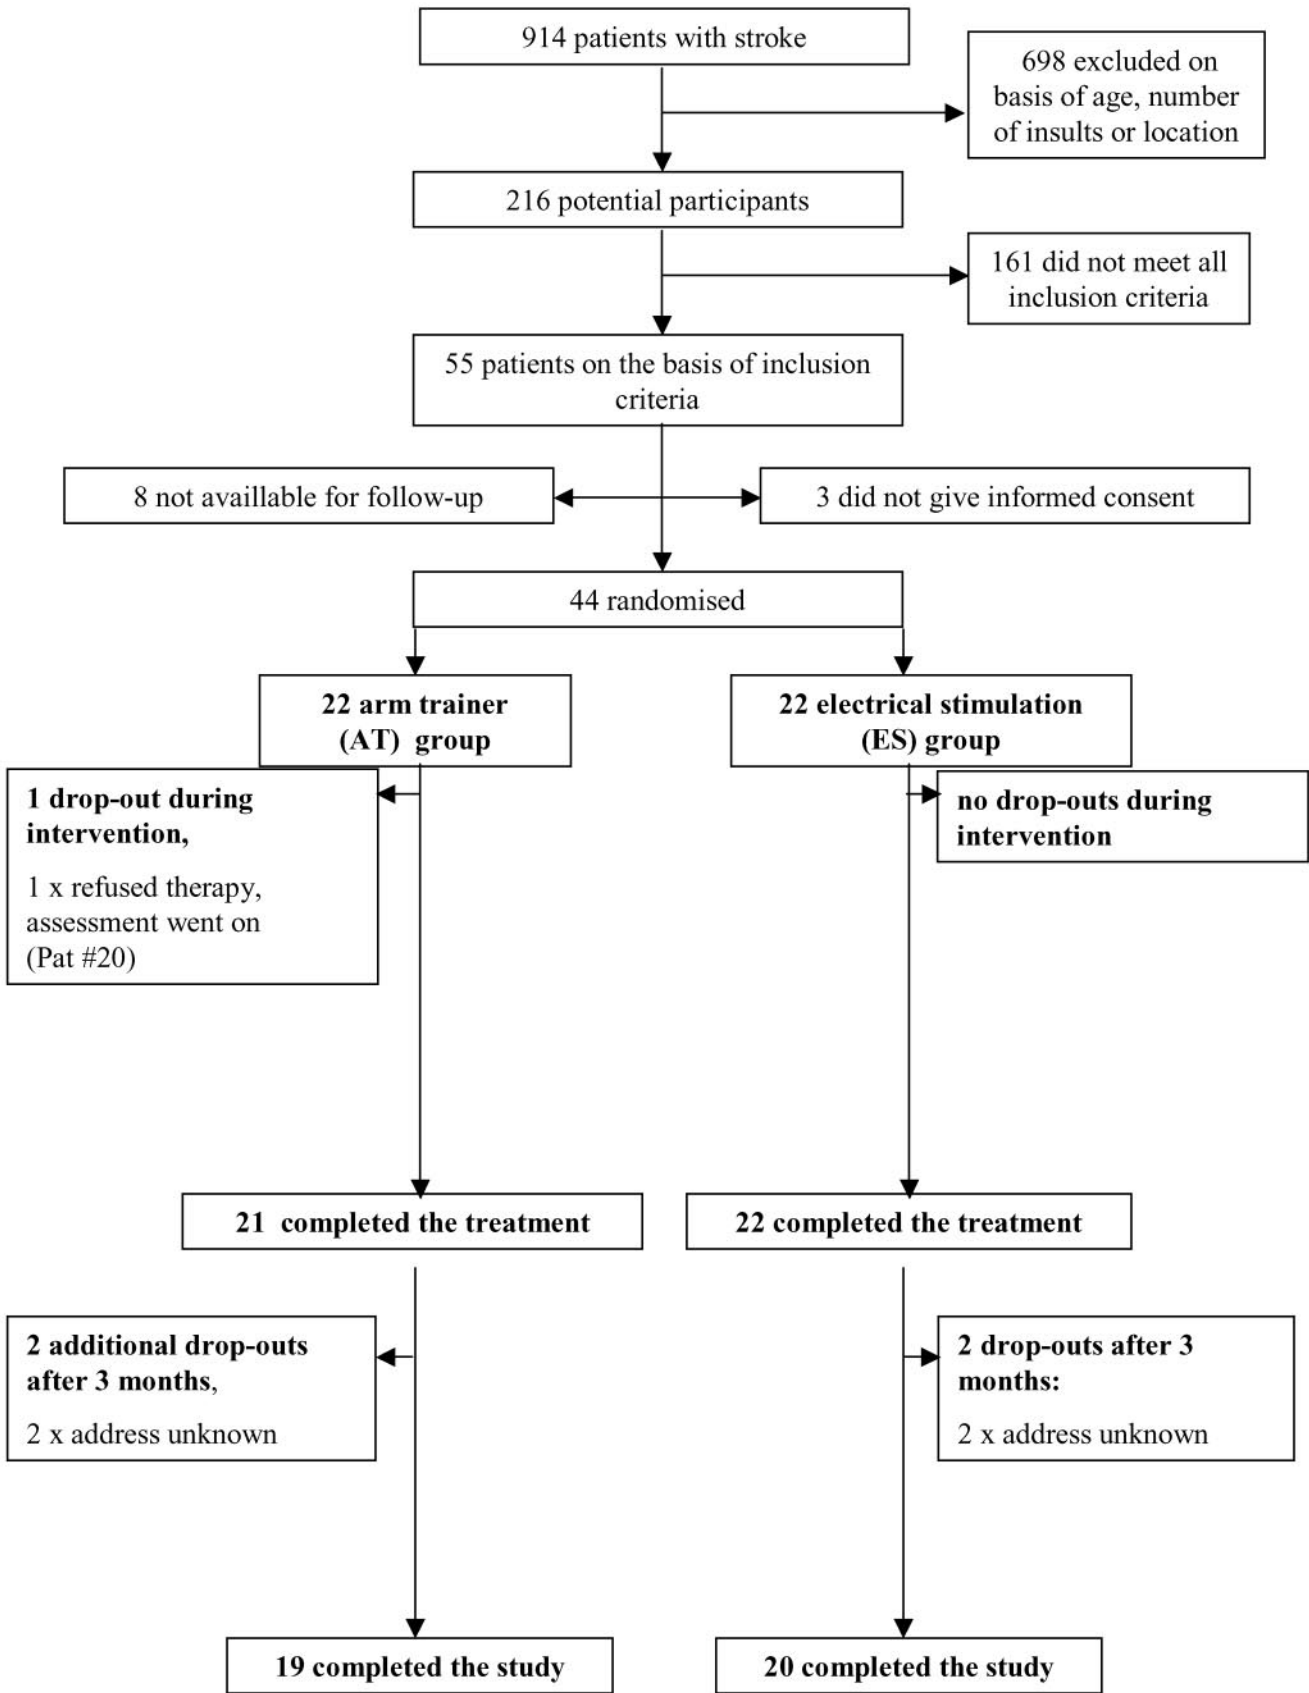 914 patients with stroke
698 excluded on
basis of age, number
of insults or location
216 potential participants
161 did not meet all
inclusion criteria
55 patients on the basis of inclusion
criteria
8 not availlable for follow-up
3 did not give informed consent
44 randomised
22 arm trainer
(AT)  group
22 electrical stimulation
(ES) group
1 drop-out during
intervention,
1 x refused therapy,
assessment went on
(Pat #20)
no drop-outs during
intervention
21  completed the treatment
22 completed the treatment
2 additional drop-outs
after 3 months,
2 x address unknown
2 drop-outs after 3
months:
2 x address unknown
19 completed the study
20 completed the study